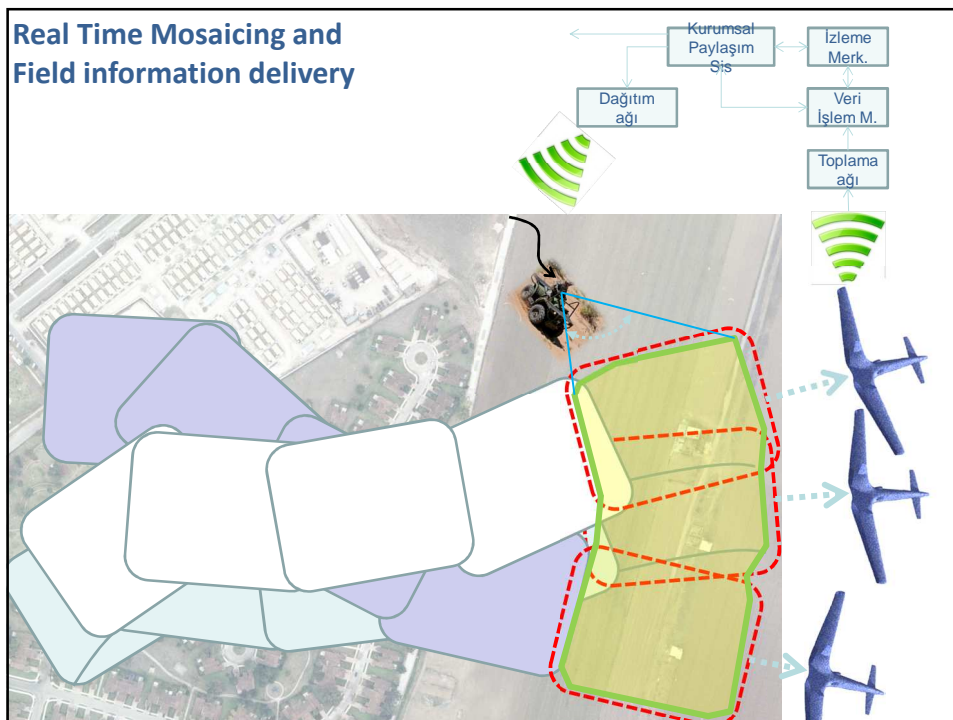 Real Time Mosaicing and
Field information delivery
Kurumsal
Paylaşım
Sis
İzleme
Merk.
Dağıtım
ağı
Veri
İşlem M.
Toplama
ağı